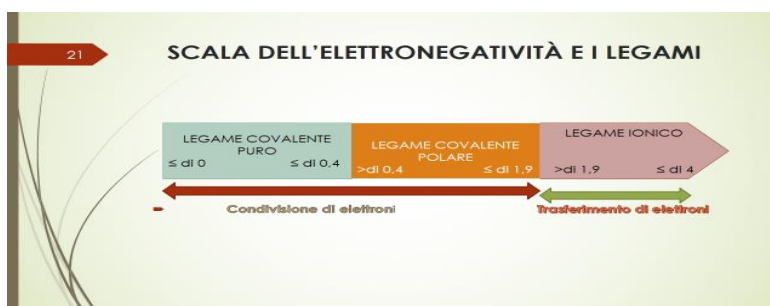 21
SCALA DELL'ELETTRONEGATIVITÀ E I LEGAMI
LEGAME COVALENTE
PURO
≤ di 0 ≤ di 0,4
LEGAME COVALENTE
POLARE
>di 0,4 ≤ di 1,9
LEGAME IONICO
>di 1,9 ≤ di 4
Condivisione di elettroni
Trasferimento di elettroni